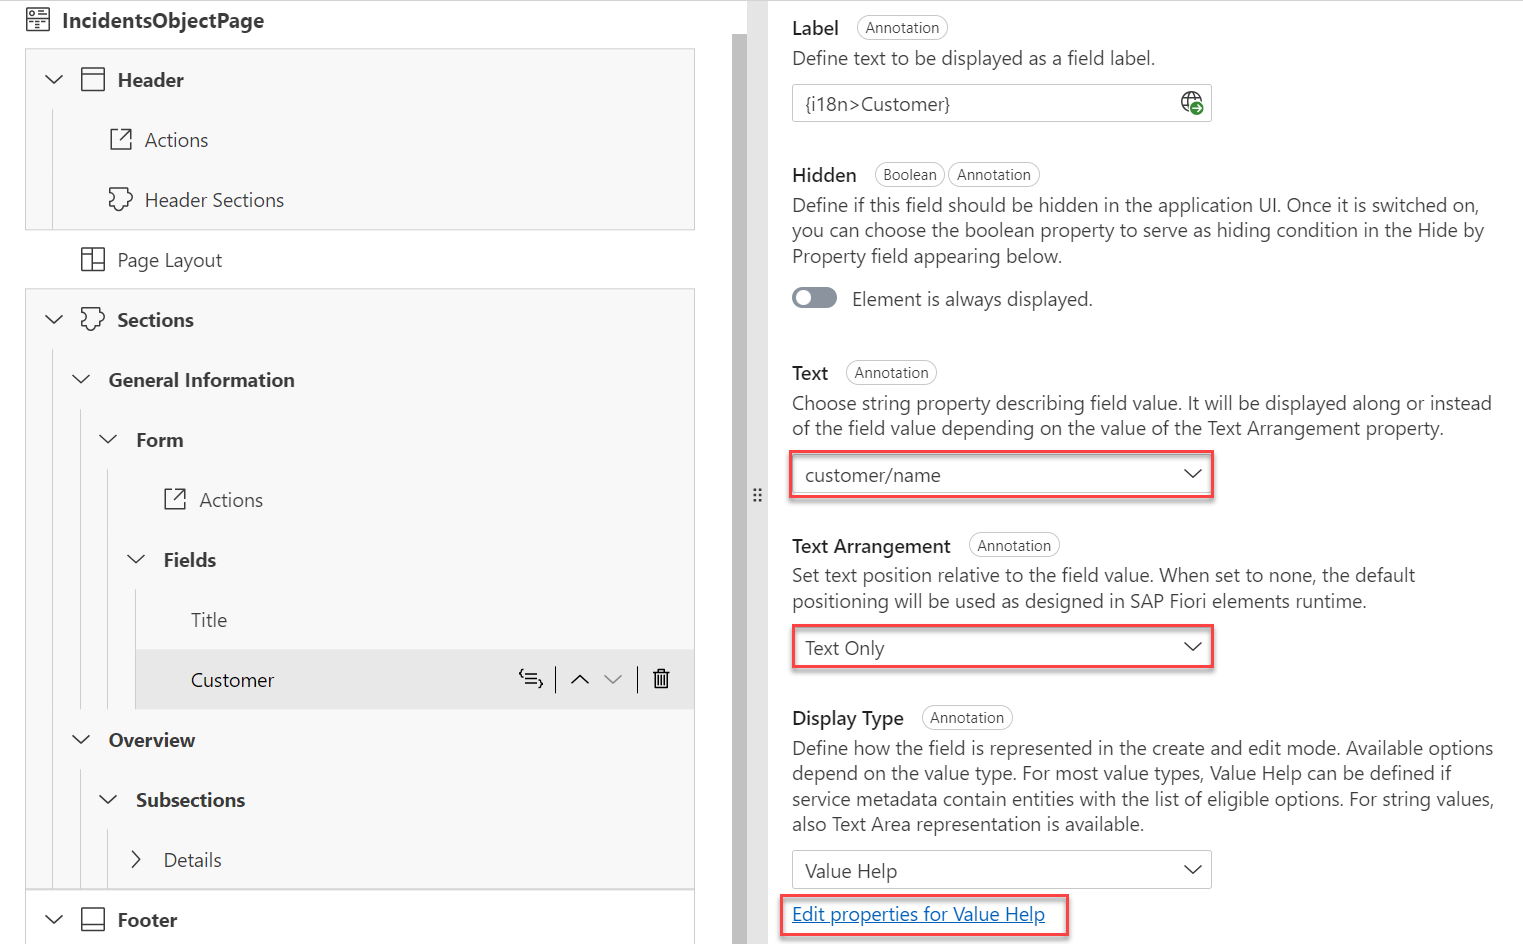 IncidentsObjectPage
Header
Actions
Header Sections
Page Layout
Sections
General Information
Form
Actions
Fields
Title
Customer
Overview
Subsections
Details
Footer
Label Annotation
Define text to be displayed as a field label.
{i18n>Customer}
Hidden Boolean Annotation
Define if this field should be hidden in the application UI. Once it is switched on,
you can choose the boolean property to serve as hiding condition in the Hide by
Property field appearing below.
Element is always displayed.
Text Annotation
Choose string property describing field value. It will be displayed along or instead
of the field value depending on the value of the Text Arrangement property.
customer/name
Text Arrangement Annotation
Set text position relative to the field value. When set to none, the default
positioning will be used as designed in SAP Fiori elements runtime.
Text Only
Display Type Annotation
Define how the field is represented in the create and edit mode. Available options
depend on the value type. For most value types, Value Help can be defined if
service metadata contain entities with the list of eligible options. For string values,
also Text Area representation is available.
Value Help
Edit properties for Value Help